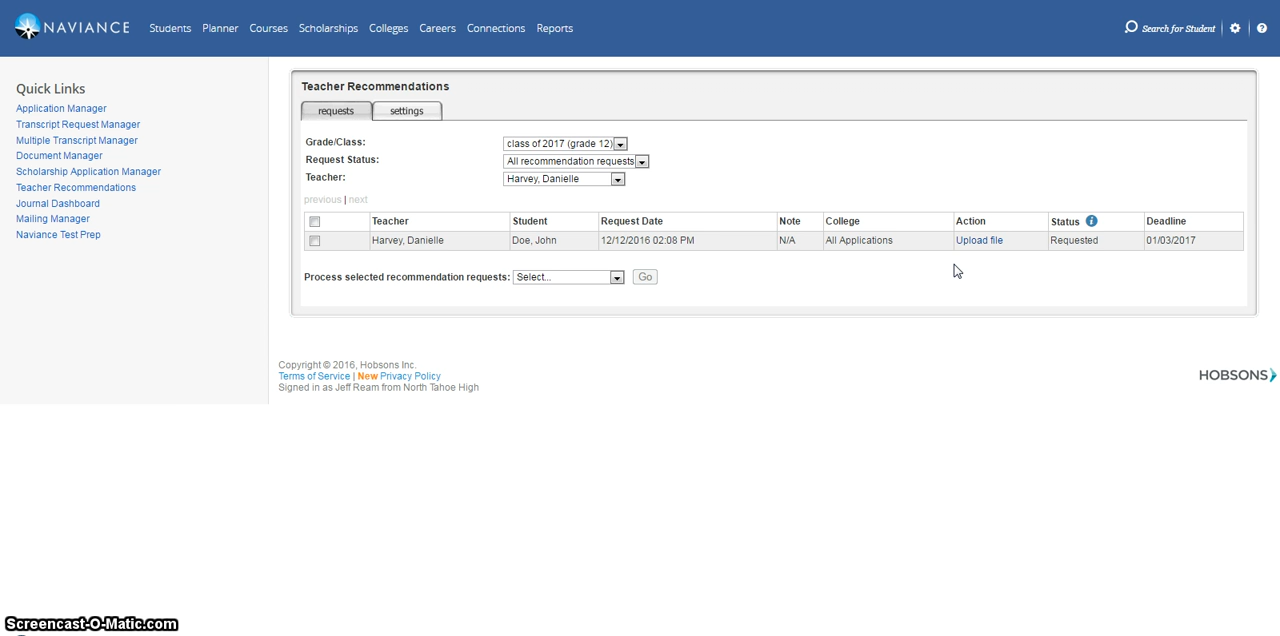 NAVIANCE Students Planner Courses Scholarships Colleges Careers Connections Reports Search for Student
Quick Links
Application Manager
Transcript Request Manager
Multiple Transcript Manager
Document Manager
Scholarship Application Manager
Teacher Recommendations
Journal Dashboard
Mailing Manager
Naviance Test Prep
Teacher Recommendations
requests settings
Grade/Class: class of 2017 (grade 12)
Request Status: All recommendation requests
Teacher: Harvey, Danielle
previous | next
Teacher Student Request Date Note College Action Status Deadline
Harvey, Danielle Doe, John 12/12/2016 02:08 PM N/A All Applications Upload file Requested 01/03/2017
Process selected recommendation requests: Select... Go
Copyright © 2016, Hobsons Inc.
Terms of Service | New Privacy Policy
Signed in as Jeff Ream from North Tahoe High
HOBSONS
Screencast-O-Matic.com